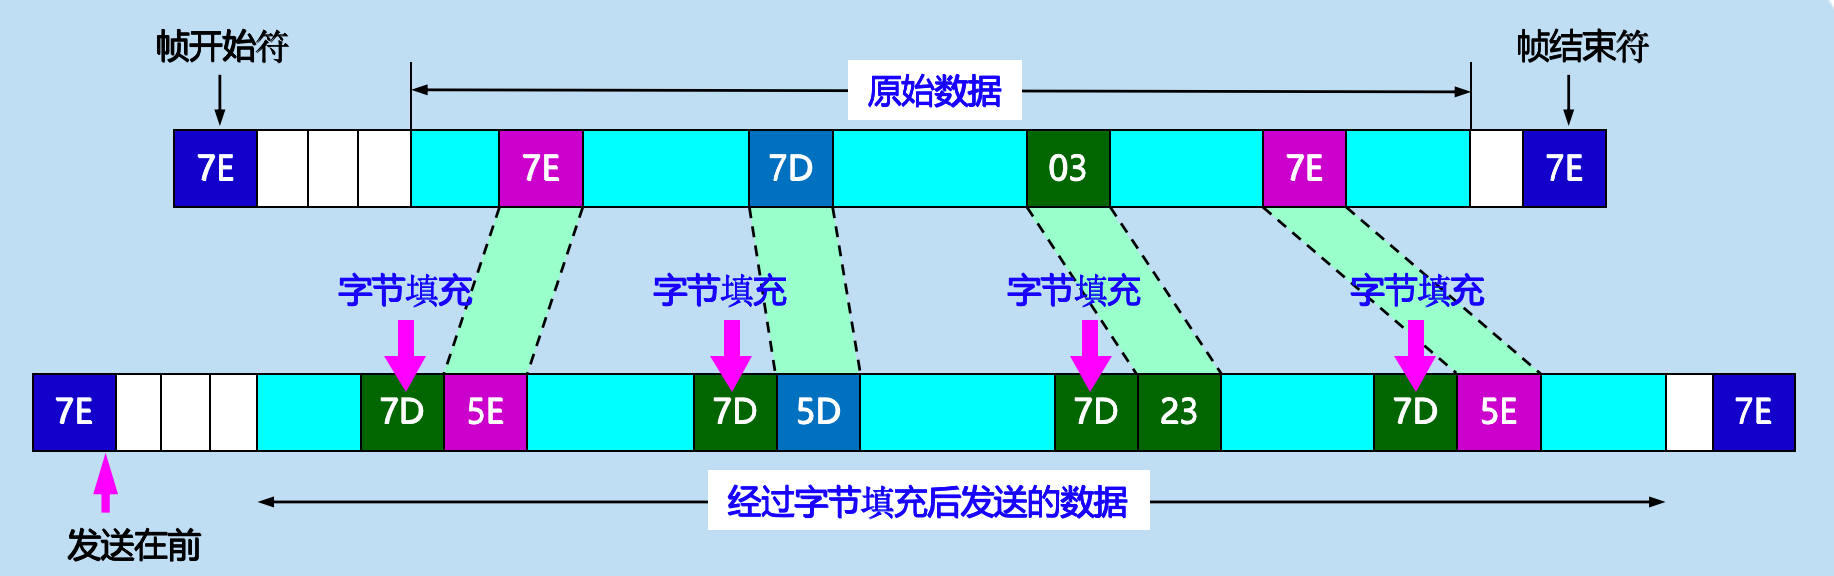 帧开始符
帧结束符
原始数据
7E 7E 7D 03 7E 7E
字节填充 字节填充 字节填充 字节填充
7E 7D 5E 7D 5D 7D 23 7D 5E 7E
经过字节填充后发送的数据
发送在前